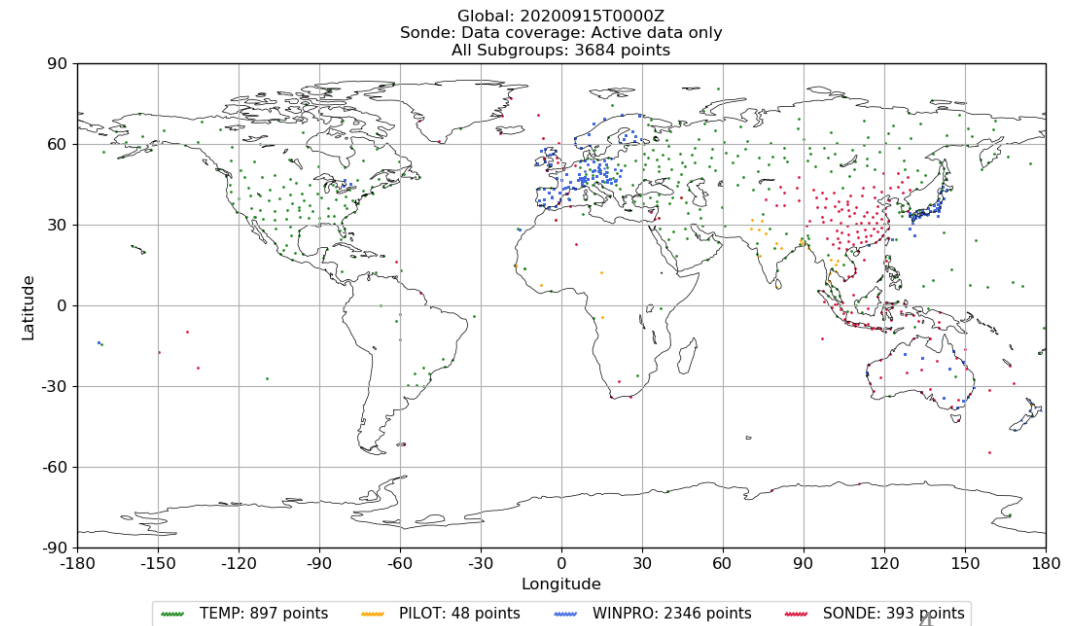 Global: 20200915T0000Z
Sonde: Data coverage: Active data only
All Subgroups: 3684 points
90
60
30
0
-30
-60
-90
Latitude
-180 -150 -120 -90 -60 -30 0 30 60 90 120 150 180
Longitude
TEMP: 897 points PILOT: 48 points WINPRO: 2346 points SONDE: 393 points